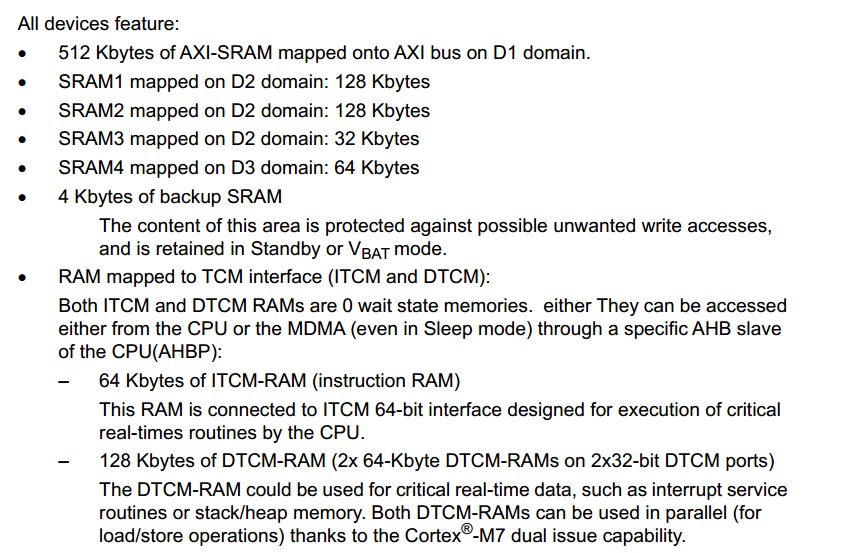 All devices feature:
• 512 Kbytes of AXI-SRAM mapped onto AXI bus on D1 domain.
• SRAM1 mapped on D2 domain: 128 Kbytes
• SRAM2 mapped on D2 domain: 128 Kbytes
• SRAM3 mapped on D2 domain: 32 Kbytes
• SRAM4 mapped on D3 domain: 64 Kbytes
• 4 Kbytes of backup SRAM
The content of this area is protected against possible unwanted write accesses,
and is retained in Standby or VBAT mode.
• RAM mapped to TCM interface (ITCM and DTCM):
Both ITCM and DTCM RAMs are 0 wait state memories.  either They can be accessed
either from the CPU or the MDMA (even in Sleep mode) through a specific AHB slave
of the CPU(AHBP):
– 64 Kbytes of ITCM-RAM (instruction RAM)
This RAM is connected to ITCM 64-bit interface designed for execution of critical
real-times routines by the CPU.
– 128 Kbytes of DTCM-RAM (2x 64-Kbyte DTCM-RAMs on 2x32-bit DTCM ports)
The DTCM-RAM could be used for critical real-time data, such as interrupt service
routines or stack/heap memory. Both DTCM-RAMs can be used in parallel (for
load/store operations) thanks to the Cortex®-M7 dual issue capability.